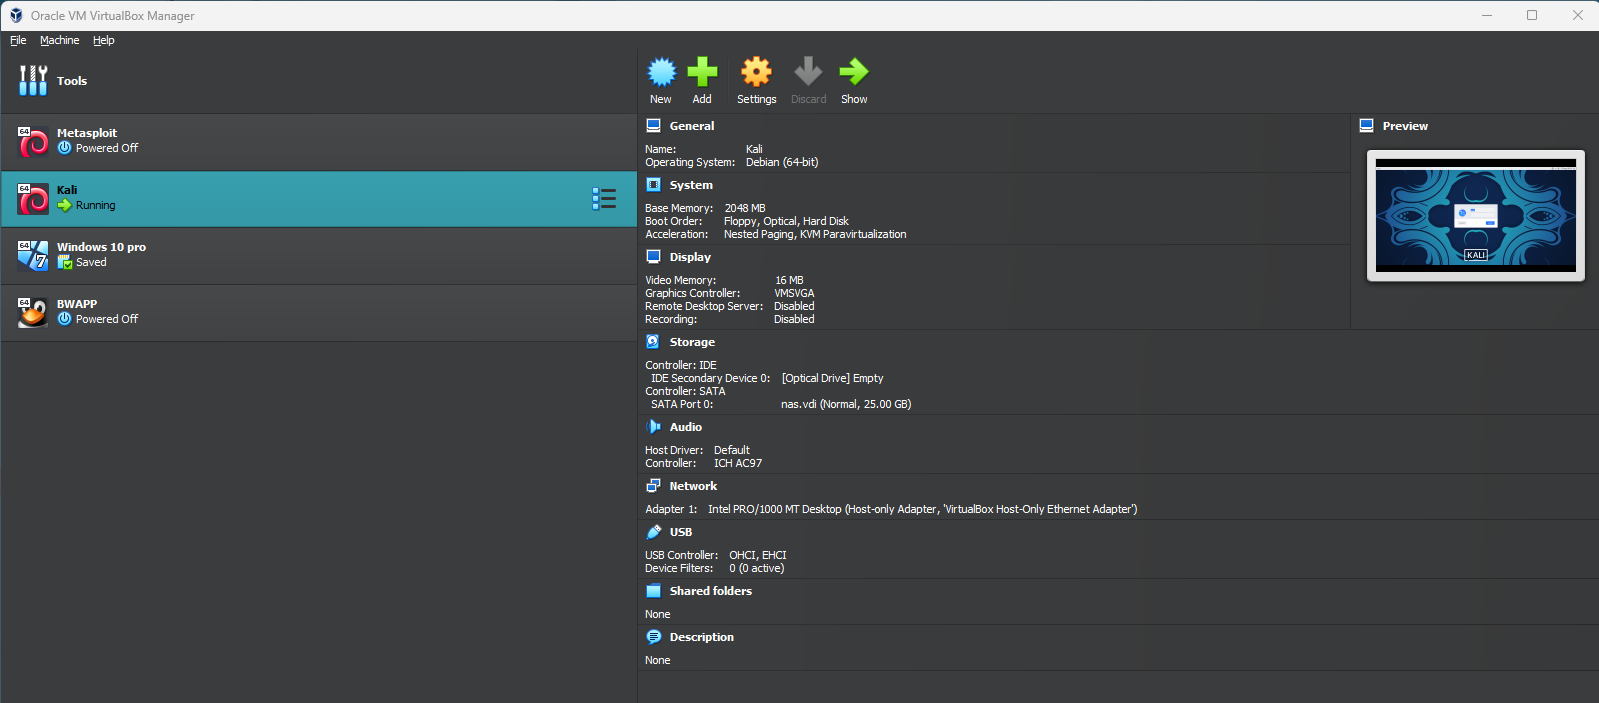 Oracle VM VirtualBox Manager
File Machine Help
Tools
64
Metasploit
Powered Off
64
Kali
Running
64
7
Windows 10 pro
Saved
64
BWAPP
Powered Off
New Add Settings Discard Show
General
Name: Kali
Operating System: Debian (64-bit)
System
Base Memory: 2048 MB
Boot Order: Floppy, Optical, Hard Disk
Acceleration: Nested Paging, KVM Paravirtualization
Display
Video Memory: 16 MB
Graphics Controller: VMSVGA
Remote Desktop Server: Disabled
Recording: Disabled
Storage
Controller: IDE
IDE Secondary Device 0: [Optical Drive] Empty
Controller: SATA
SATA Port 0: nas.vdi (Normal, 25.00 GB)
Audio
Host Driver: Default
Controller: ICH AC97
Network
Adapter 1: Intel PRO/1000 MT Desktop (Host-only Adapter, 'VirtualBox Host-Only Ethernet Adapter')
USB
USB Controller: OHCI, EHCI
Device Filters: 0 (0 active)
Shared folders
None
Description
None
Preview
KALI